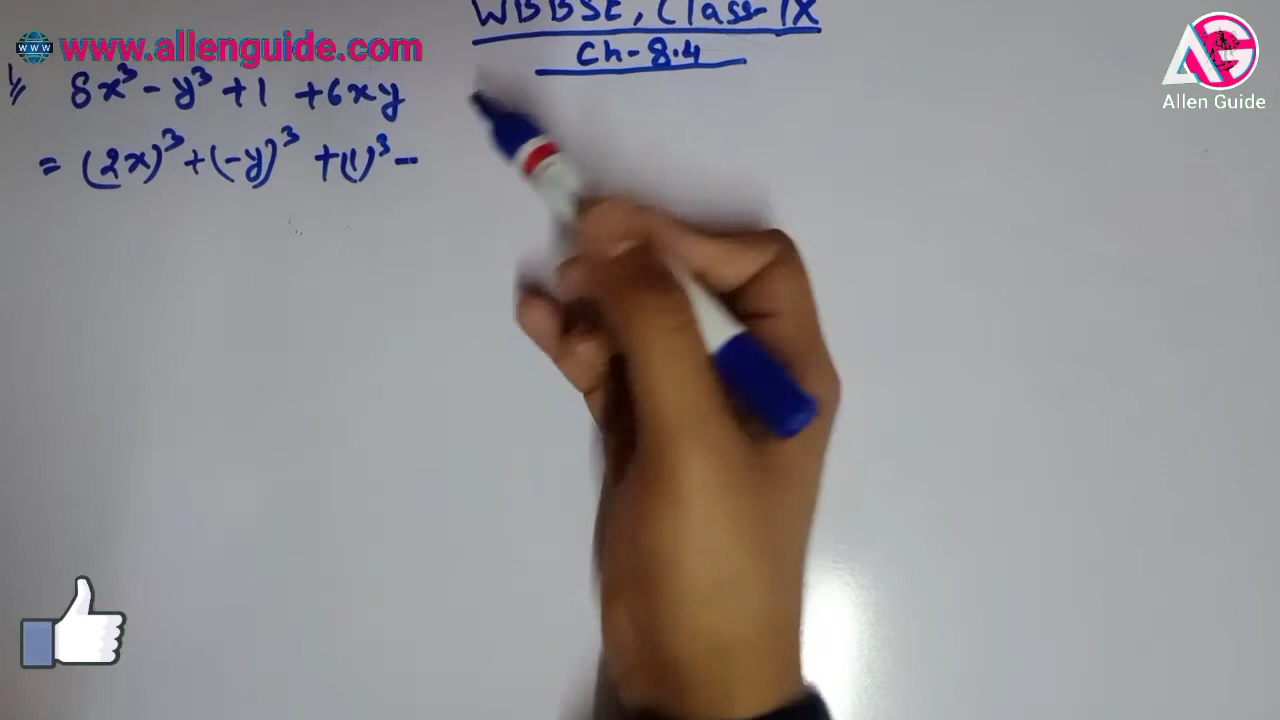 WBBSE, Class-IX
www.allenguide.com
Ch-8.4
Allen Guide
1, 8x³ - y³ + 1 + 6xy
= (2x)³ + (-y)³ + (1)³ -